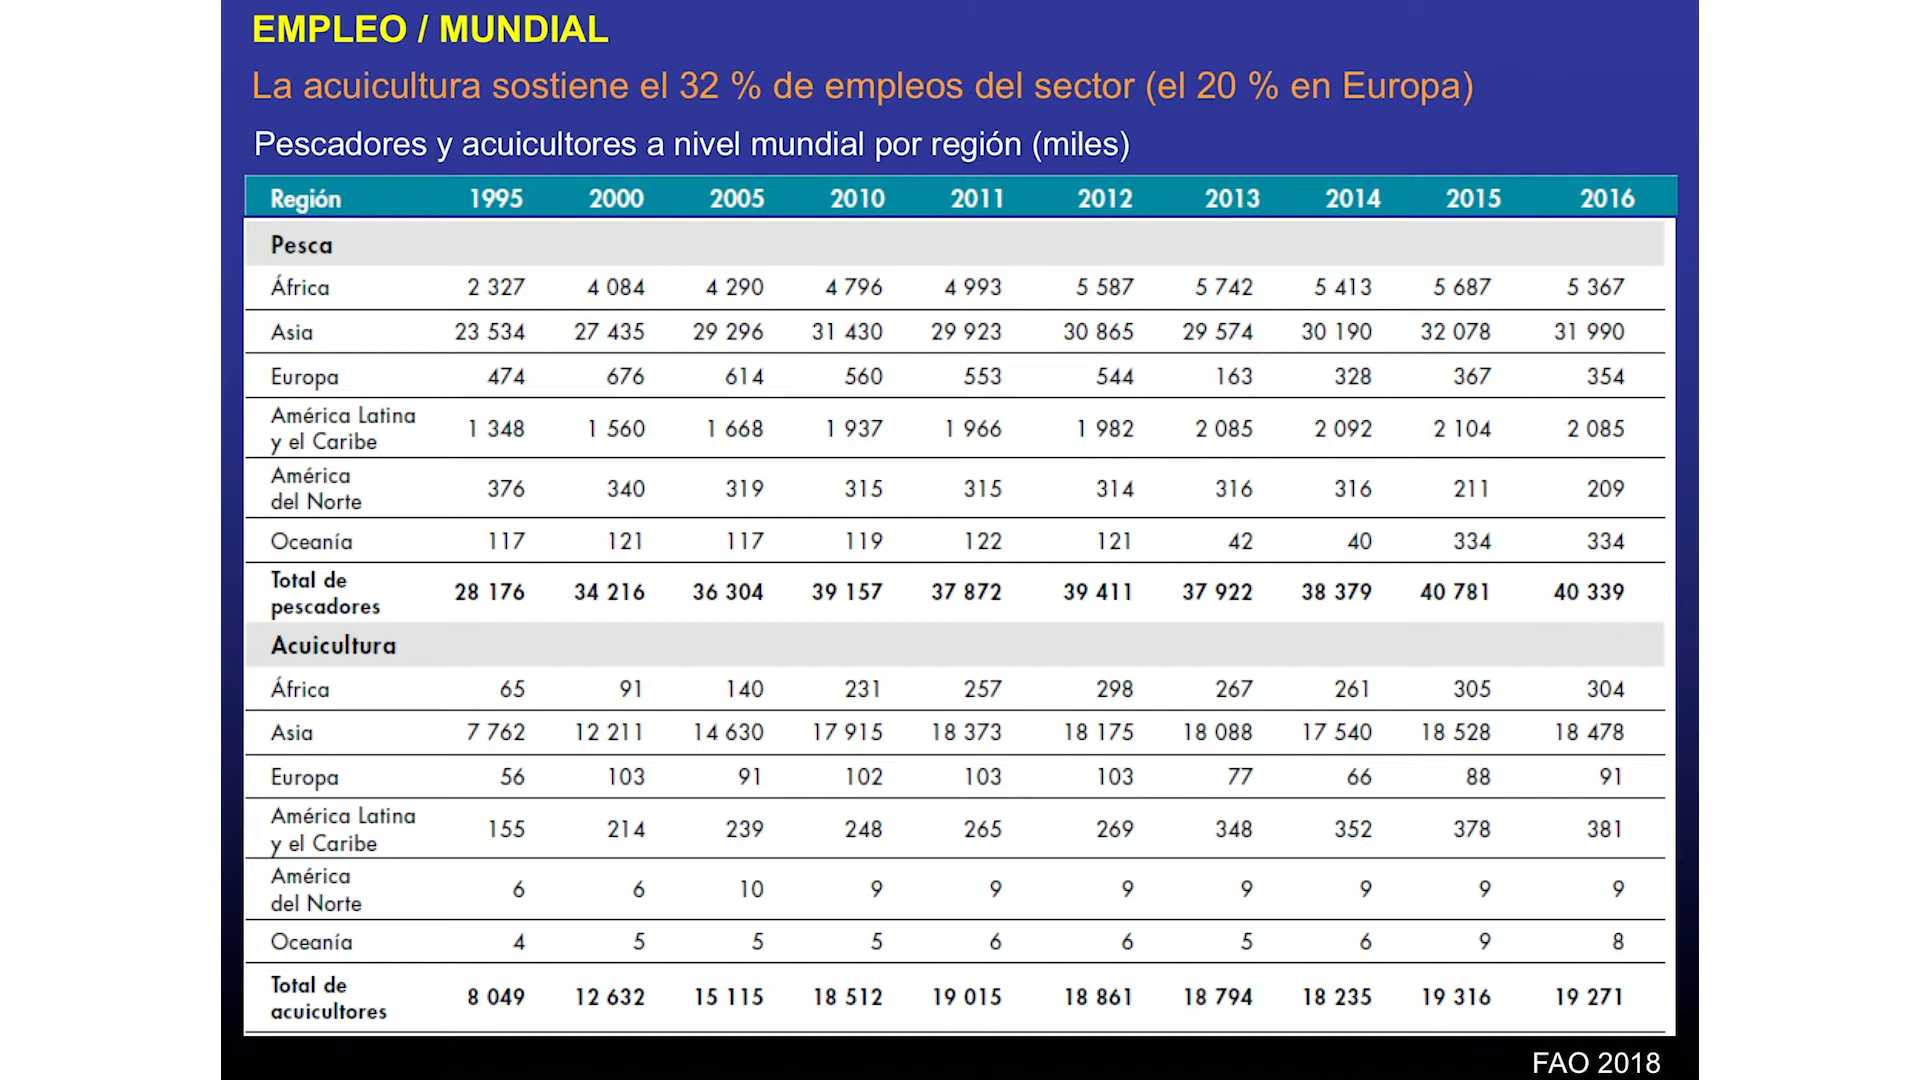 EMPLEO / MUNDIAL
La acuicultura sostiene el 32 % de empleos del sector (el 20 % en Europa)
Pescadores y acuicultores a nivel mundial por región (miles)
Región 1995 2000 2005 2010 2011 2012 2013 2014 2015 2016
Pesca
África 2 327 4 084 4 290 4 796 4 993 5 587 5 742 5 413 5 687 5 367
Asia 23 534 27 435 29 296 31 430 29 923 30 865 29 574 30 190 32 078 31 990
Europa 474 676 614 560 553 544 163 328 367 354
América Latina
y el Caribe 1 348 1 560 1 668 1 937 1 966 1 982 2 085 2 092 2 104 2 085
América
del Norte 376 340 319 315 315 314 316 316 211 209
Oceanía 117 121 117 119 122 121 42 40 334 334
Total de
pescadores 28 176 34 216 36 304 39 157 37 872 39 411 37 922 38 379 40 781 40 339
Acuicultura
África 65 91 140 231 257 298 267 261 305 304
Asia 7 762 12 211 14 630 17 915 18 373 18 175 18 088 17 540 18 528 18 478
Europa 56 103 91 102 103 103 77 66 88 91
América Latina
y el Caribe 155 214 239 248 265 269 348 352 378 381
América
del Norte 6 6 10 9 9 9 9 9 9 9
Oceanía 4 5 5 5 6 6 5 6 9 8
Total de
acuicultores 8 049 12 632 15 115 18 512 19 015 18 861 18 794 18 235 19 316 19 271
FAO 2018